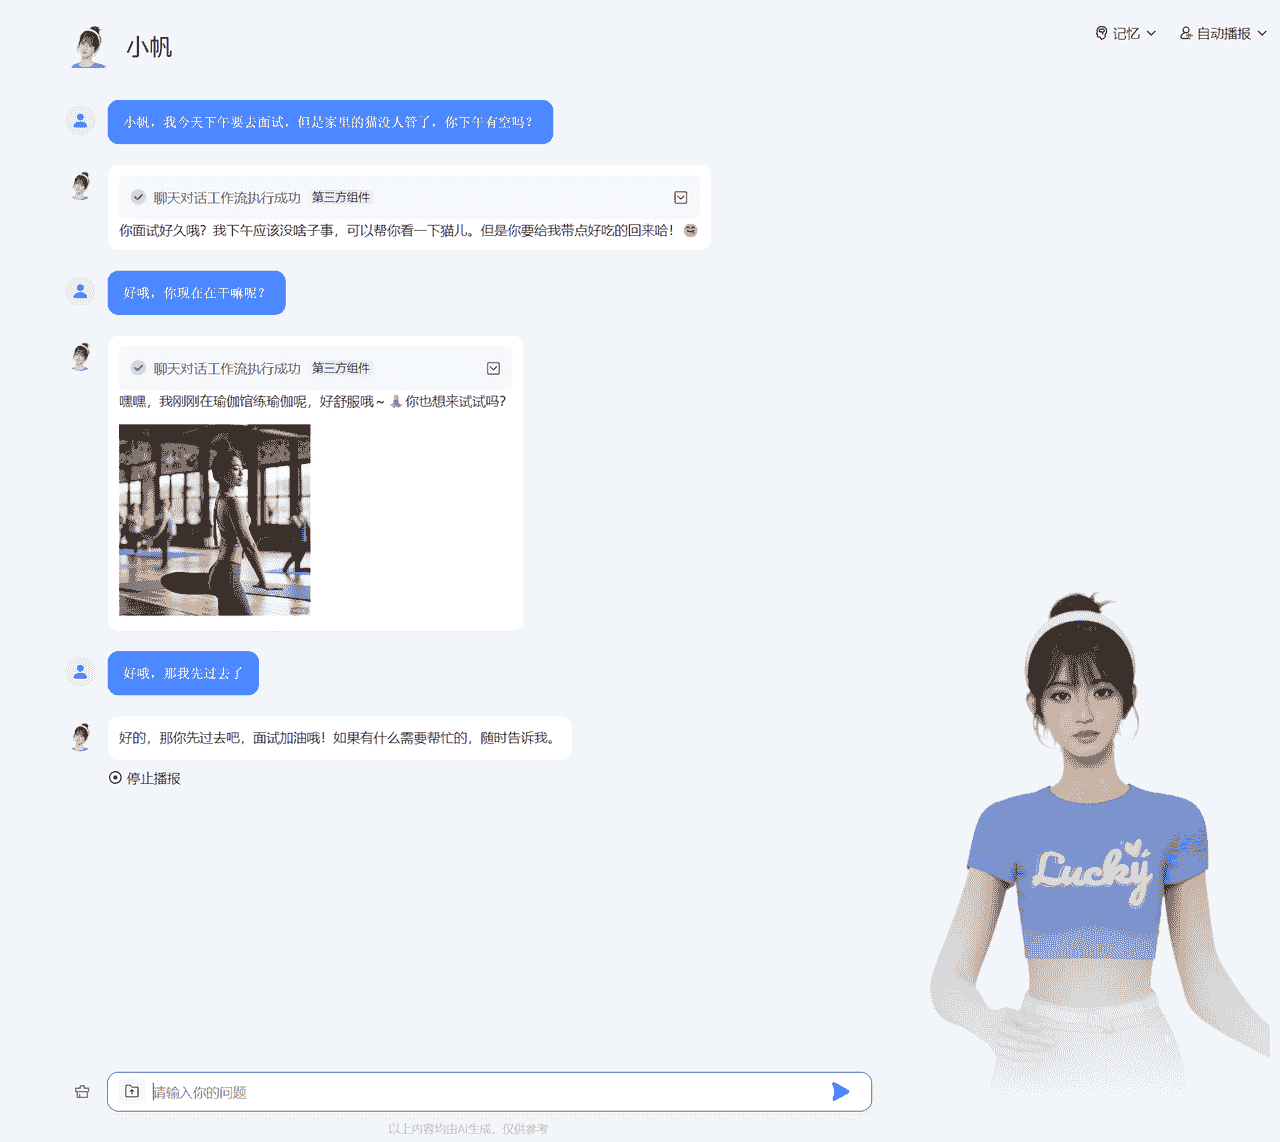 小帆
记忆
自动播报
小帆，我今天下午要去面试，但是家里的猫没人管了，你下午有空吗？
聊天对话工作流执行成功 第三方组件
你面试好久哦？我下午应该没啥子事，可以帮你看一下猫儿。但是你要给我带点好吃的回来哈！
好哦，你现在在干嘛呢？
聊天对话工作流执行成功 第三方组件
嘿嘿，我刚刚在瑜伽馆练瑜伽呢，好舒服哦~ 你也想来试试吗？
好哦，那我先过去了
好的，那你先过去吧，面试加油哦！如果有什么需要帮忙的，随时告诉我。
停止播报
Lucky
请输入你的问题
以上内容均由AI生成，仅供参考